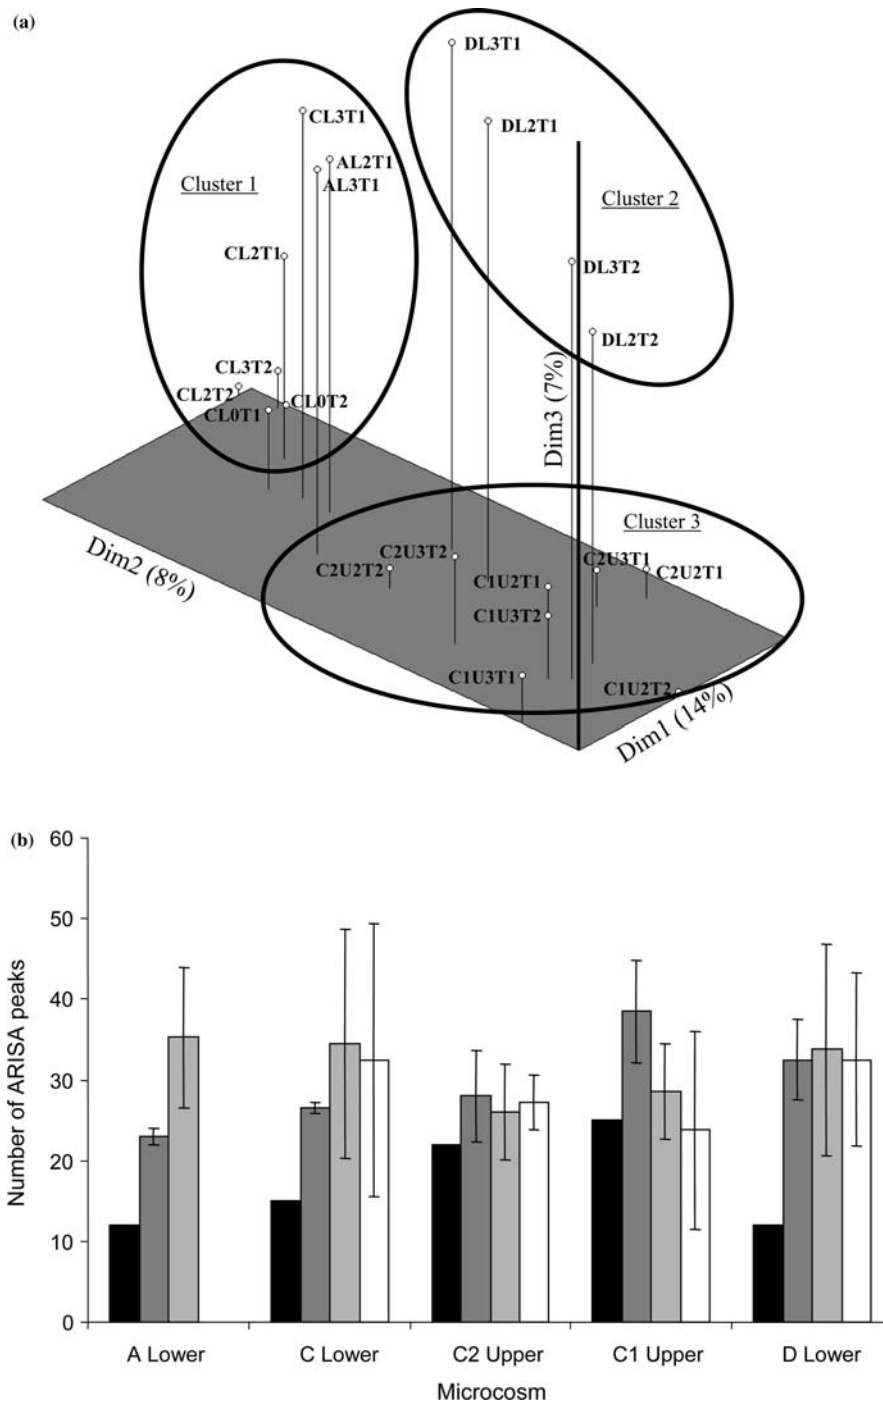 (a)
DL3T1
CL3T1
DL2T1
AL2T1
Cluster 1
AL3T1
Cluster 2
CL2T1
DL3T2
DL2T2
CL3T2
Dim3 (7%)
CL2T2
CL0T2
CL0T1
Cluster 3
Dim2 (8%)
C2U3T2
C2U3T1
C2U2T2
C1U2T1
C2U2T1
C1U3T2
C1U3T1
C1U2T2
Dim1 (14%)
(b)
60
50
40
30
20
10
0
Number of ARISA peaks
A Lower
C Lower
C2 Upper
C1 Upper
D Lower
Microcosm